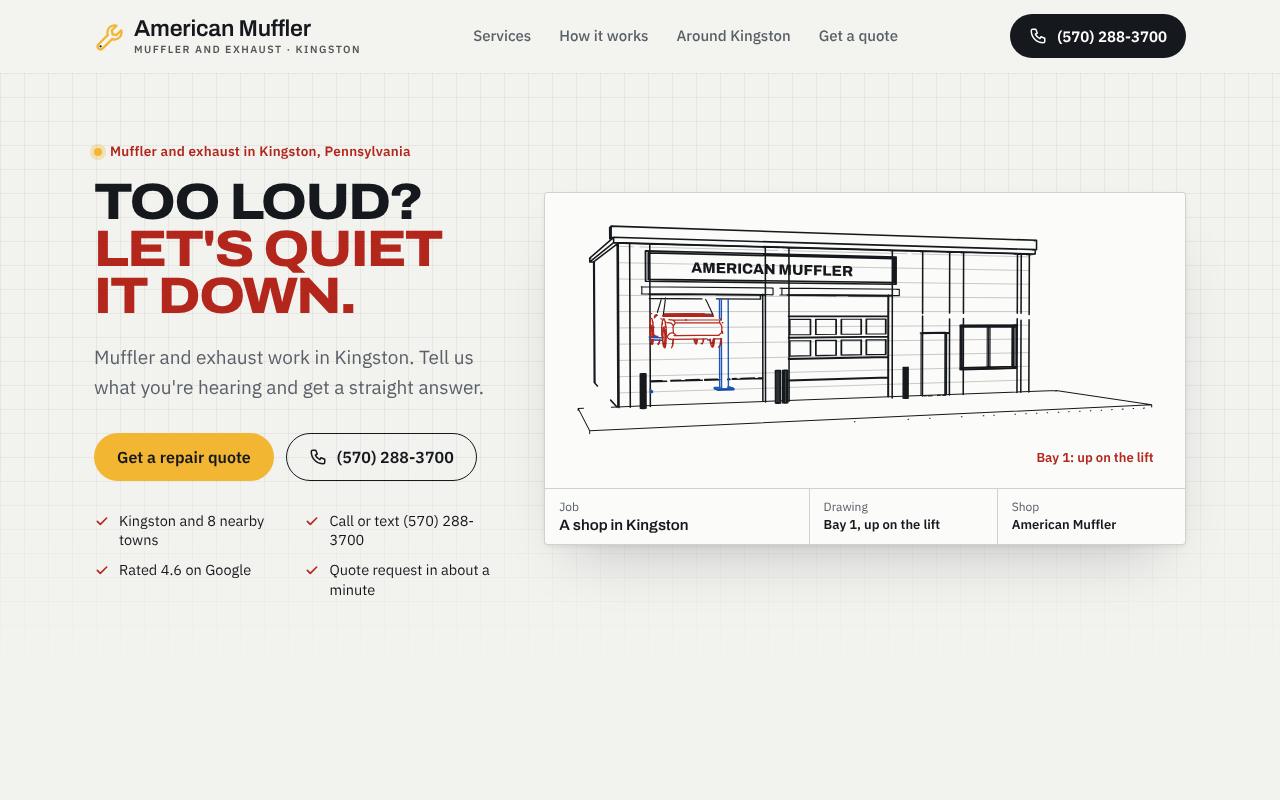 American Muffler
MUFFLER AND EXHAUST · KINGSTON
Services
How it works
Around Kingston
Get a quote
(570) 288-3700
Muffler and exhaust in Kingston, Pennsylvania
TOO LOUD?
LET'S QUIET
IT DOWN.
Muffler and exhaust work in Kingston. Tell us
what you're hearing and get a straight answer.
Get a repair quote
(570) 288-3700
Kingston and 8 nearby
towns
Call or text (570) 288-
3700
Rated 4.6 on Google
Quote request in about a
minute
AMERICAN MUFFLER
Bay 1: up on the lift
Job
A shop in Kingston
Drawing
Bay 1, up on the lift
Shop
American Muffler